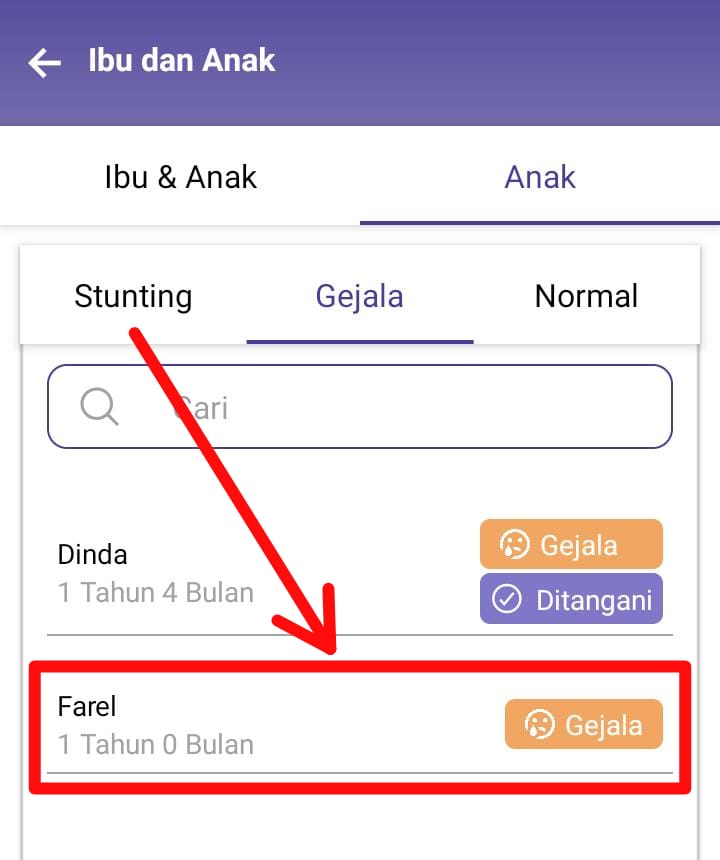 Ibu dan Anak
Ibu & Anak Anak
Stunting Gejala Normal
Cari
Dinda
1 Tahun 4 Bulan
Gejala
Ditangani
Farel
1 Tahun 0 Bulan
Gejala